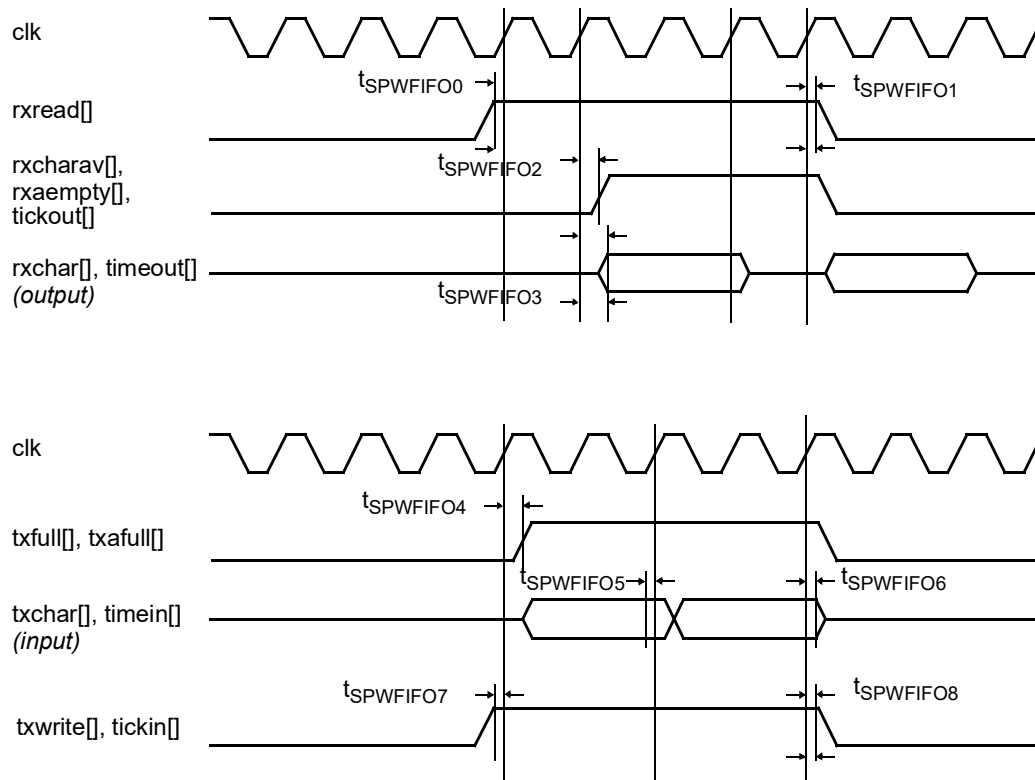 clk
tSPWFIFO0
tSPWFIFO1
rxread[]
rxcharav[],
tSPWFIFO2
rxaempty[],
tickout[]
rxchar[], timeout[]
(output)
tSPWFIFO3
clk
tSPWFIFO4
txfull[], txafull[]
tSPWFIFO5
tSPWFIFO6
txchar[], timein[]
(input)
tSPWFIFO7
tSPWFIFO8
txwrite[], tickin[]